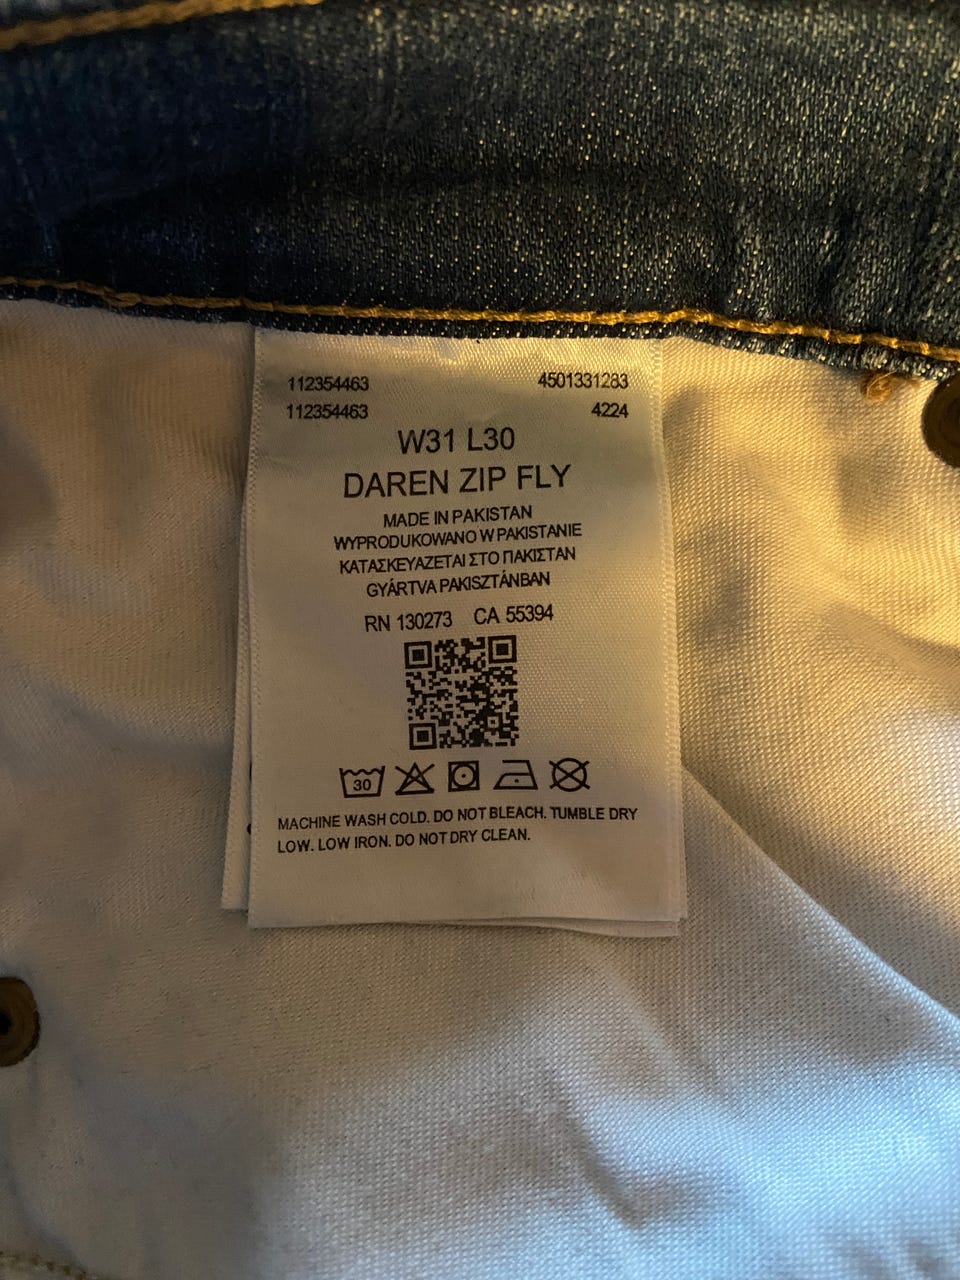 112354463 4501331283
112354463 4224
W31 L30
DAREN ZIP FLY
MADE IN PAKISTAN
WYPRODUKOWANO W PAKISTANIE
ΚΑΤΑΣΚΕΥΑΖΕΤΑΙ ΣΤΟ ΠΑΚΙΣΤΑΝ
GYÁRTVA PAKISZTÁNBAN
RN 130273 CA 55394
30
MACHINE WASH COLD. DO NOT BLEACH. TUMBLE DRY
LOW. LOW IRON. DO NOT DRY CLEAN.